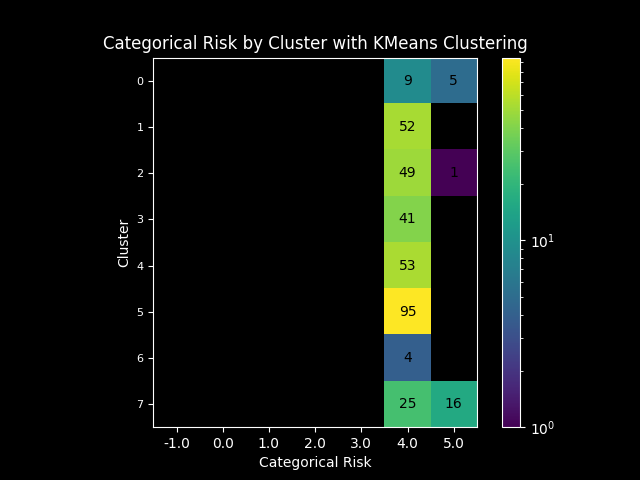 Categorical Risk by Cluster with KMeans Clustering
0 9 5
1 52
2 49 1
3 41
4 53
5 95
6 4
7 25 16
Cluster
-1.0 0.0 1.0 2.0 3.0 4.0 5.0
Categorical Risk
10¹
10⁰